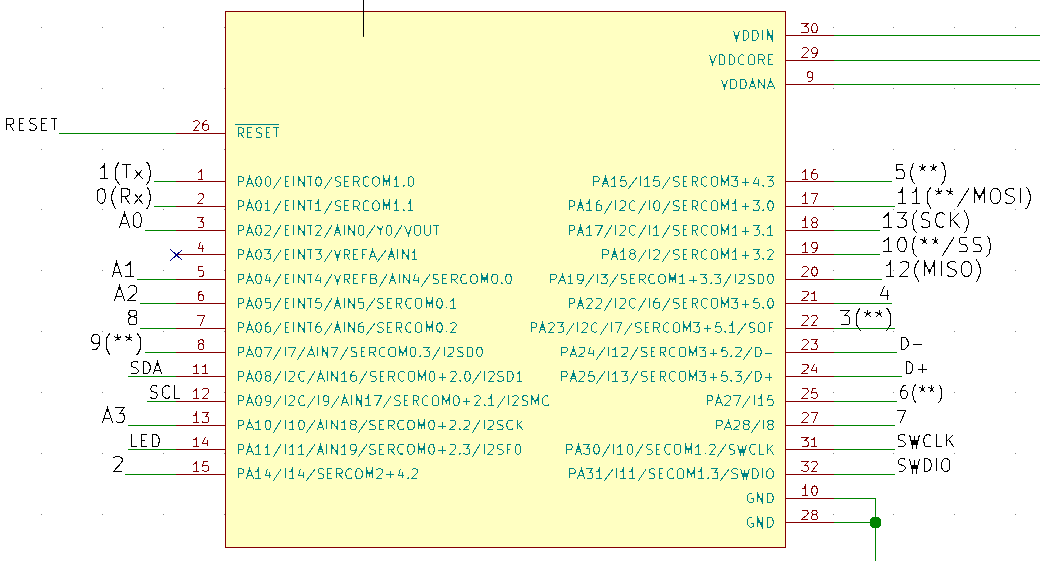 VDDIN 30
VDDCORE 29
VDDANA 9
RESET 26 RESET
1(Tx) 1 PA00/EINT0/SERCOM1.0
0(Rx) 2 PA01/EINT1/SERCOM1.1
A0 3 PA02/EINT2/AIN0/Y0/VOUT
4 PA03/EINT3/VREFA/AIN1
A1 5 PA04/EINT4/VREFB/AIN4/SERCOM0.0
A2 6 PA05/EINT5/AIN5/SERCOM0.1
8 7 PA06/EINT6/AIN6/SERCOM0.2
9(**) 8 PA07/I7/AIN7/SERCOM0.3/I2SD0
SDA 11 PA08/I2C/AIN16/SERCOM0+2.0/I2SD1
SCL 12 PA09/I2C/I9/AIN17/SERCOM0+2.1/I2SMC
A3 13 PA10/I10/AIN18/SERCOM0+2.2/I2SCK
LED 14 PA11/I11/AIN19/SERCOM0+2.3/I2SF0
2 15 PA14/I14/SERCOM2+4.2
PA15/I15/SERCOM3+4.3 16 5(**)
PA16/I2C/I0/SERCOM1+3.0 17 11(**/MOSI)
PA17/I2C/I1/SERCOM1+3.1 18 13(SCK)
PA18/I2/SERCOM1+3.2 19 10(**/SS)
PA19/I3/SERCOM1+3.3/I2SD0 20 12(MISO)
PA22/I2C/I6/SERCOM3+5.0 21 4
PA23/I2C/I7/SERCOM3+5.1/SOF 22 3(**)
PA24/I12/SERCOM3+5.2/D- 23 D-
PA25/I13/SERCOM3+5.3/D+ 24 D+
PA27/I15 25 6(**)
PA28/I8 27 7
PA30/I10/SECOM1.2/SWCLK 31 SWCLK
PA31/I11/SECOM1.3/SWDIO 32 SWDIO
GND 10
GND 28